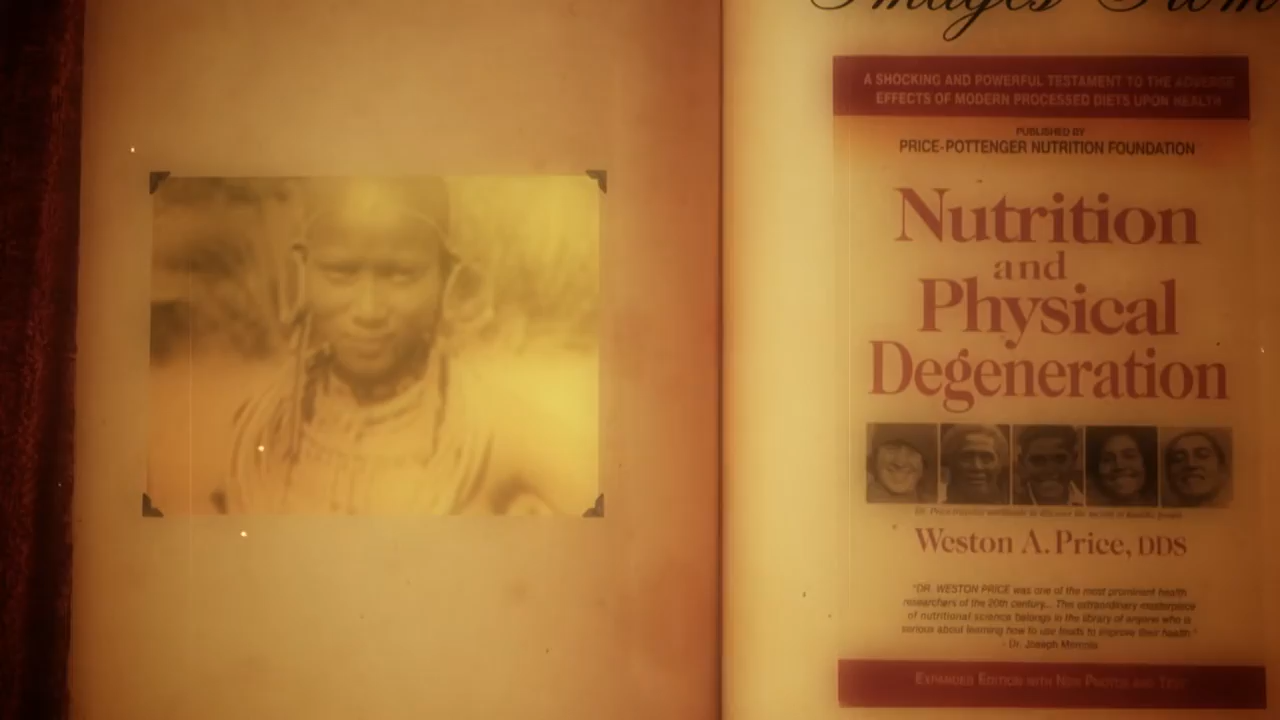 Images From
A SHOCKING AND POWERFUL TESTAMENT TO THE ADVERSE
EFFECTS OF MODERN PROCESSED DIETS UPON HEALTH
PUBLISHED BY
PRICE-POTTENGER NUTRITION FOUNDATION
Nutrition
and
Physical
Degeneration
Weston A. Price, DDS
"DR. WESTON PRICE was one of the most prominent health
researchers of the 20th century... This extraordinary masterpiece
of nutritional science belongs in the library of anyone who is
serious about learning how to use foods to improve their health."
- Dr. Joseph
EXPANDED EDITION WITH NEW PHOTOS AND TEXT